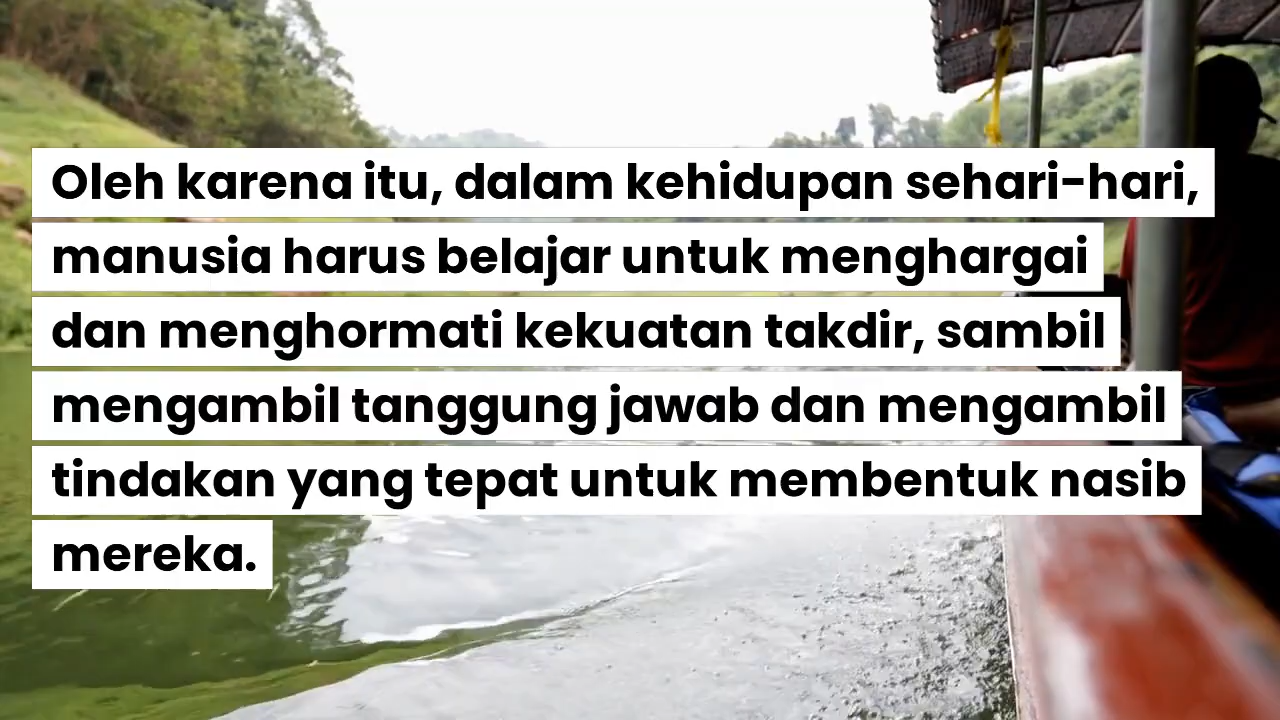 Oleh karena itu, dalam kehidupan sehari-hari,
manusia harus belajar untuk menghargai
dan menghormati kekuatan takdir, sambil
mengambil tanggung jawab dan mengambil
tindakan yang tepat untuk membentuk nasib
mereka.